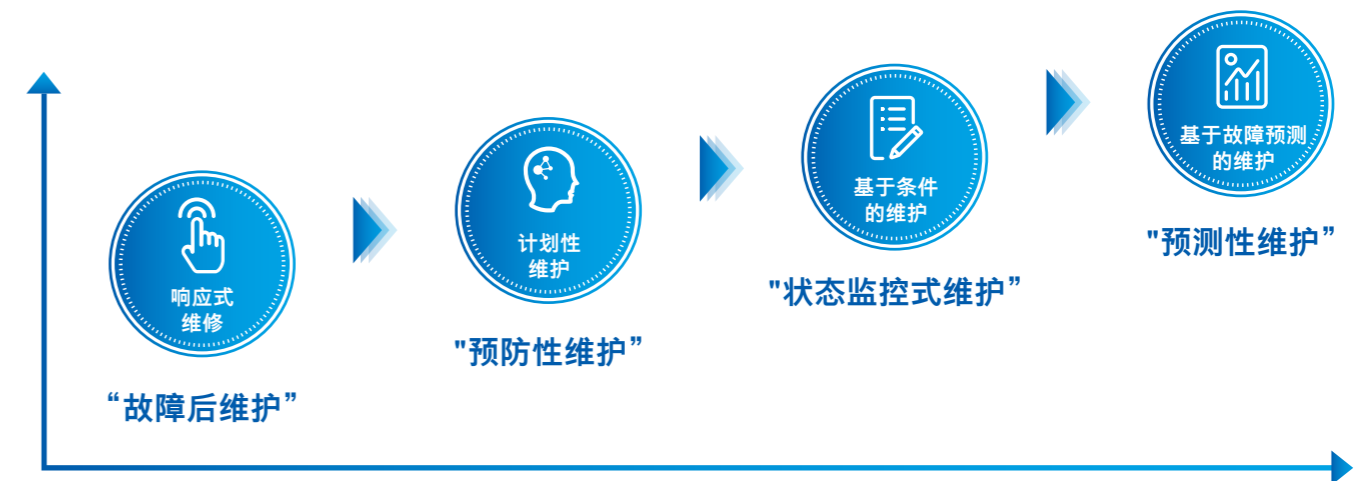 响应式
维修
“故障后维护”
计划性
维护
"预防性维护”
基于条件
的维护
"状态监控式维护”
基于故障预测
的维护
"预测性维护”